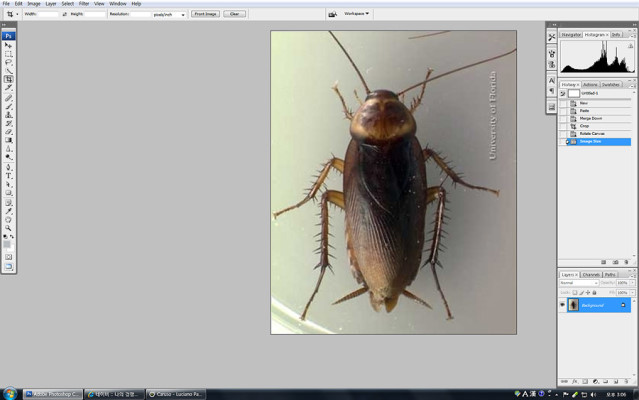 File Edit Image Layer Select Filter View Window Help
Width: Height: Resolution: pixels/inch Front Image Clear Workspace
Navigator Histogram Info
History Actions Swatches
Untitled-1
New
Paste
Merge Down
Crop
Rotate Canvas
Image Size
University of Florida
Layers Channels Paths
Normal Opacity: 100%
Lock: Fill: 100%
Background
Adobe Photoshop C...
Caruso - Luciano Pa...
오후 3:06